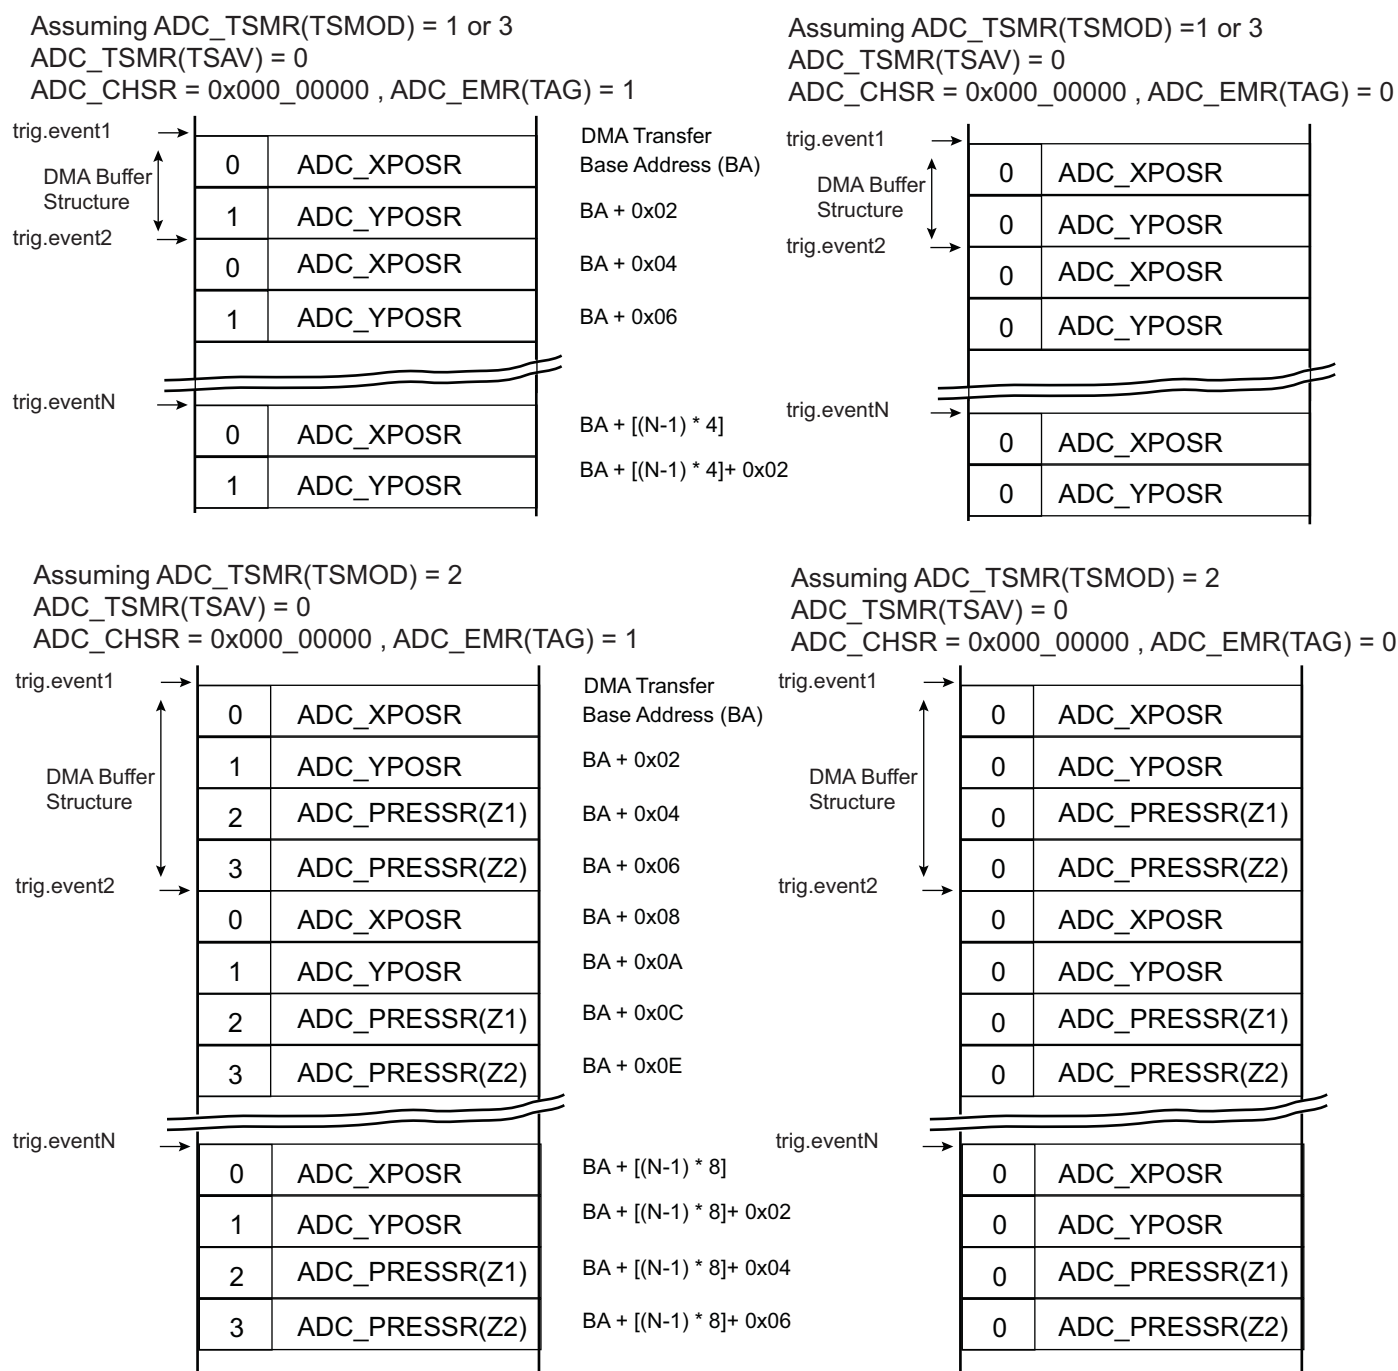 Assuming ADC_TSMR(TSMOD) = 1 or 3
ADC_TSMR(TSAV) = 0
ADC_CHSR = 0x000_00000 , ADC_EMR(TAG) = 1
trig.event1
DMA Buffer
Structure
trig.event2
trig.eventN
0 ADC_XPOSR
1 ADC_YPOSR
0 ADC_XPOSR
1 ADC_YPOSR
0 ADC_XPOSR
1 ADC_YPOSR
DMA Transfer
Base Address (BA)
BA + 0x02
BA + 0x04
BA + 0x06
BA + [(N-1) * 4]
BA + [(N-1) * 4]+ 0x02
Assuming ADC_TSMR(TSMOD) =1 or 3
ADC_TSMR(TSAV) = 0
ADC_CHSR = 0x000_00000 , ADC_EMR(TAG) = 0
trig.event1
DMA Buffer
Structure
trig.event2
trig.eventN
0 ADC_XPOSR
0 ADC_YPOSR
0 ADC_XPOSR
0 ADC_YPOSR
0 ADC_XPOSR
0 ADC_YPOSR
Assuming ADC_TSMR(TSMOD) = 2
ADC_TSMR(TSAV) = 0
ADC_CHSR = 0x000_00000 , ADC_EMR(TAG) = 1
trig.event1
DMA Buffer
Structure
trig.event2
trig.eventN
0 ADC_XPOSR
1 ADC_YPOSR
2 ADC_PRESSR(Z1)
3 ADC_PRESSR(Z2)
0 ADC_XPOSR
1 ADC_YPOSR
2 ADC_PRESSR(Z1)
3 ADC_PRESSR(Z2)
0 ADC_XPOSR
1 ADC_YPOSR
2 ADC_PRESSR(Z1)
3 ADC_PRESSR(Z2)
DMA Transfer
Base Address (BA)
BA + 0x02
BA + 0x04
BA + 0x06
BA + 0x08
BA + 0x0A
BA + 0x0C
BA + 0x0E
BA + [(N-1) * 8]
BA + [(N-1) * 8]+ 0x02
BA + [(N-1) * 8]+ 0x04
BA + [(N-1) * 8]+ 0x06
Assuming ADC_TSMR(TSMOD) = 2
ADC_TSMR(TSAV) = 0
ADC_CHSR = 0x000_00000 , ADC_EMR(TAG) = 0
trig.event1
DMA Buffer
Structure
trig.event2
trig.eventN
0 ADC_XPOSR
0 ADC_YPOSR
0 ADC_PRESSR(Z1)
0 ADC_PRESSR(Z2)
0 ADC_XPOSR
0 ADC_YPOSR
0 ADC_PRESSR(Z1)
0 ADC_PRESSR(Z2)
0 ADC_XPOSR
0 ADC_YPOSR
0 ADC_PRESSR(Z1)
0 ADC_PRESSR(Z2)